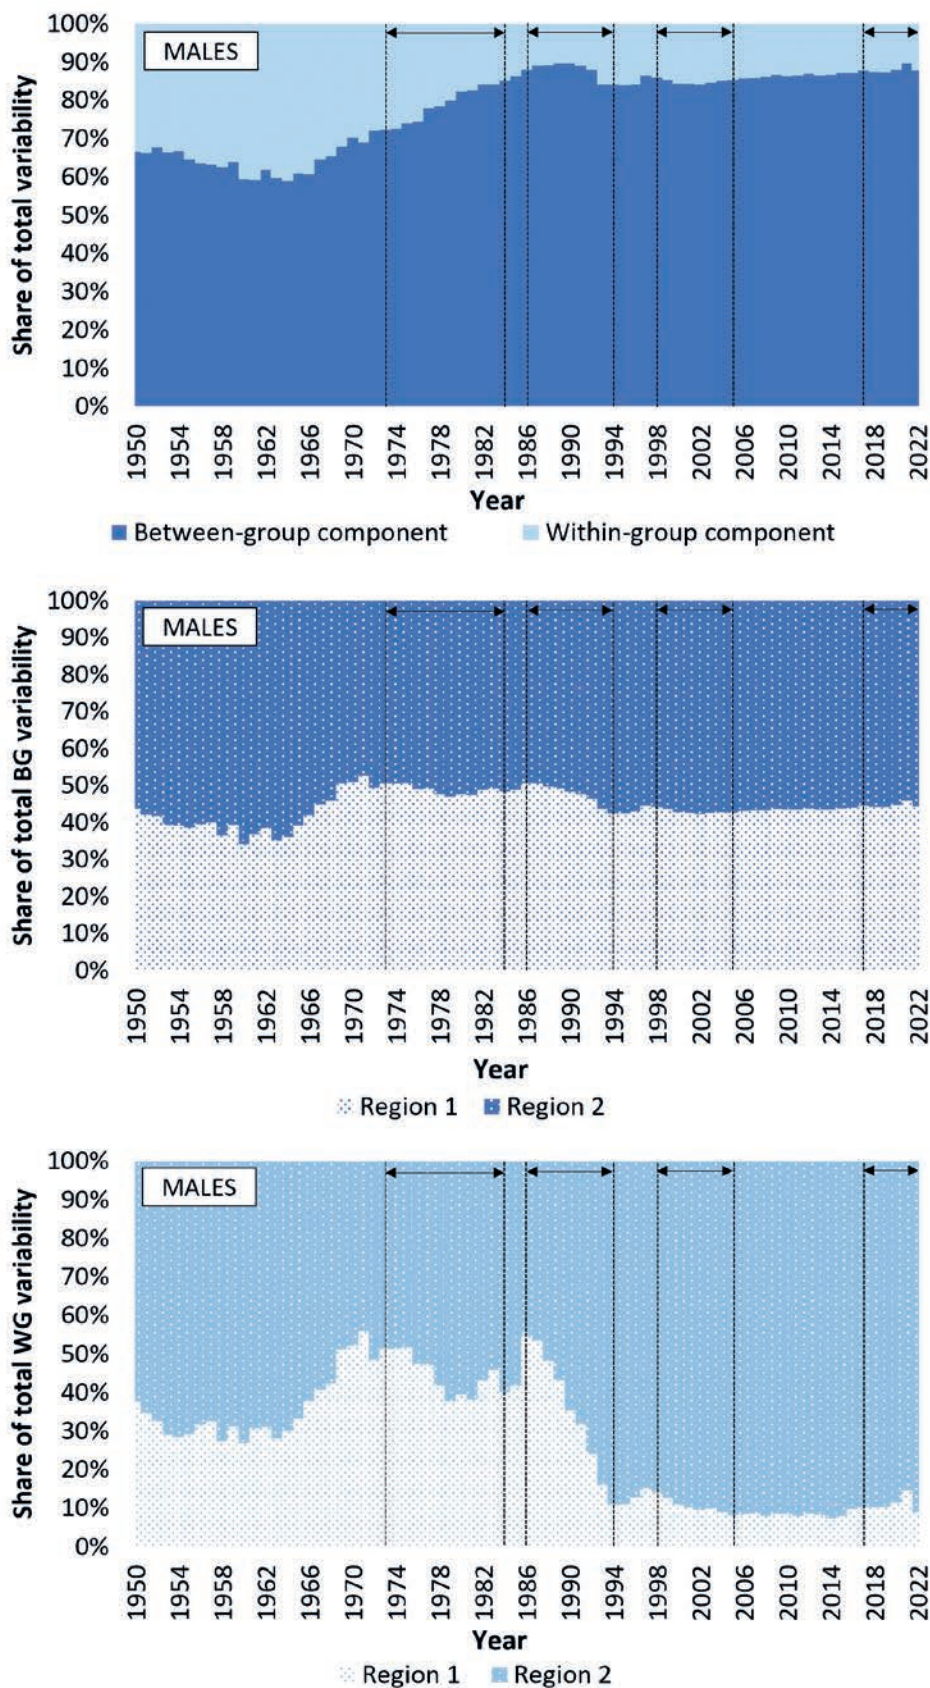 100%
90%
80%
70%
60%
50%
40%
30%
20%
10%
0%
Share of total variability
MALES
1950 1954 1958 1962 1966 1970 1974 1978 1982 1986 1990 1994 1998 2002 2006 2010 2014 2018 2022
Year
Between-group component Within-group component
100%
90%
80%
70%
60%
50%
40%
30%
20%
10%
0%
Share of total BG variability
MALES
1950 1954 1958 1962 1966 1970 1974 1978 1982 1986 1990 1994 1998 2002 2006 2010 2014 2018 2022
Year
Region 1 Region 2
100%
90%
80%
70%
60%
50%
40%
30%
20%
10%
0%
Share of total WG variability
MALES
1950 1954 1958 1962 1966 1970 1974 1978 1982 1986 1990 1994 1998 2002 2006 2010 2014 2018 2022
Year
Region 1 Region 2